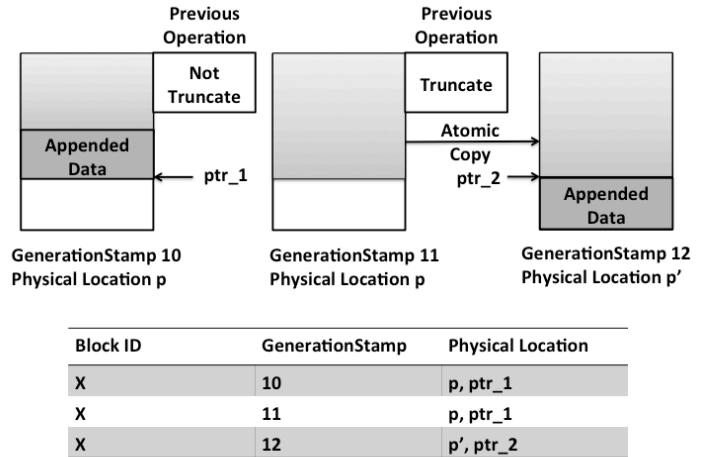 Previous
Operation
Not
Truncate
Appended
Data
ptr_1
GenerationStamp 10
Physical Location p
Previous
Operation
Truncate
Atomic
Copy
ptr_2
GenerationStamp 11
Physical Location p
Appended
Data
GenerationStamp 12
Physical Location p’
Block ID GenerationStamp Physical Location
X 10 p, ptr_1
X 11 p, ptr_1
X 12 p’, ptr_2